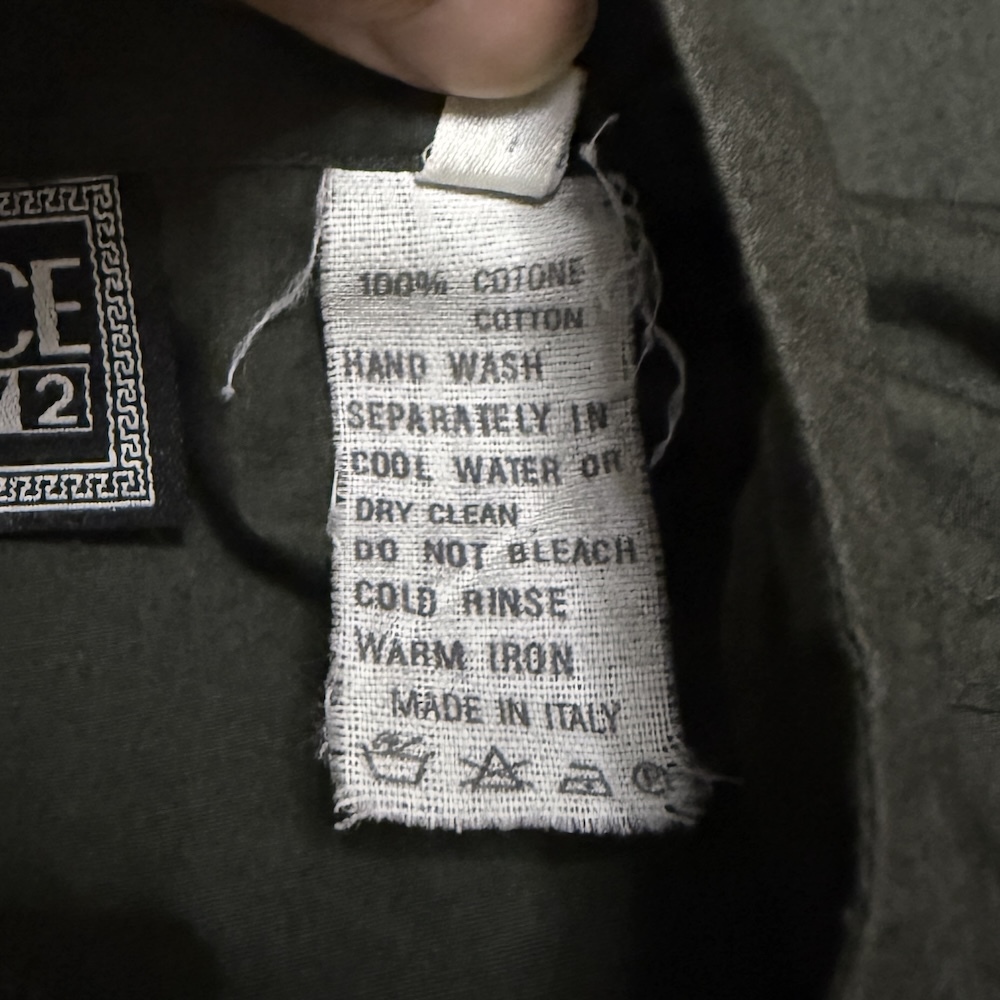 CE
2
100% COTONE
COTTON
HAND WASH
SEPARATELY IN
COOL WATER OR
DRY CLEAN
DO NOT BLEACH
COLD RINSE
WARM IRON
MADE IN ITALY
P